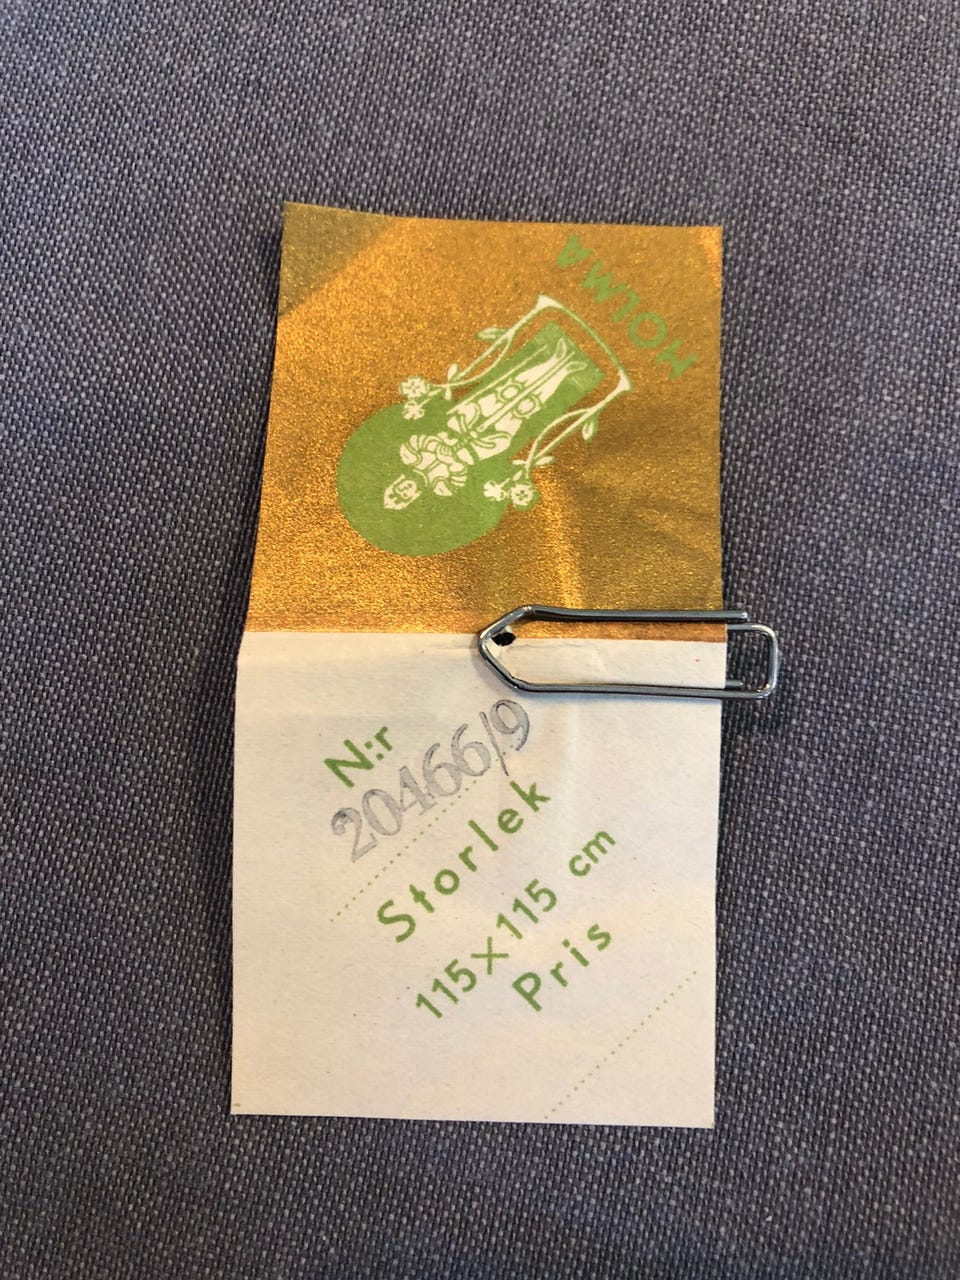 HOLMA
N:r
20466/9
Storlek
115×115 cm
Pris